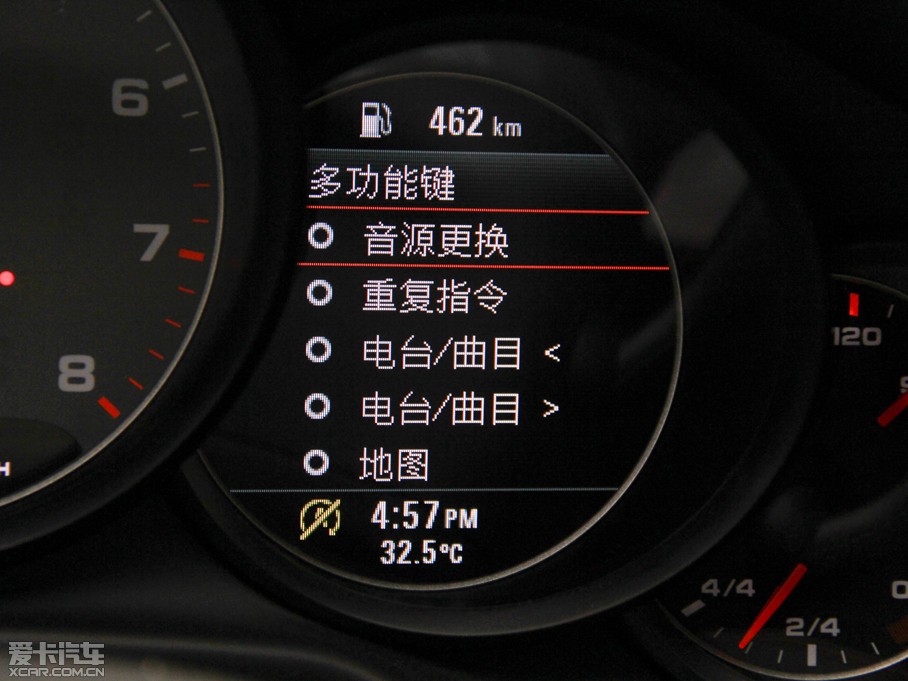 462 km
6
多功能键
音源更换
7
重复指令
120
电台/曲目 <
8
电台/曲目 >
地图
4:57PM
32.5°C
4/4
2/4
爱卡汽车
XCAR.COM.CN